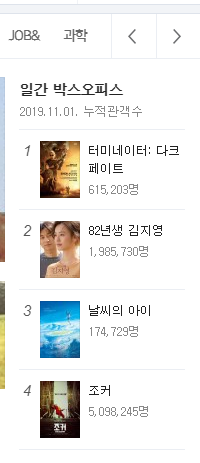 JOB& 과학
일간 박스오피스
2019.11.01. 누적관객수
1 터미네이터: 다크
페이트
615,203명
2 82년생 김지영
1,985,730명
3 날씨의 아이
174,729명
4 조커
5,098,245명
조커